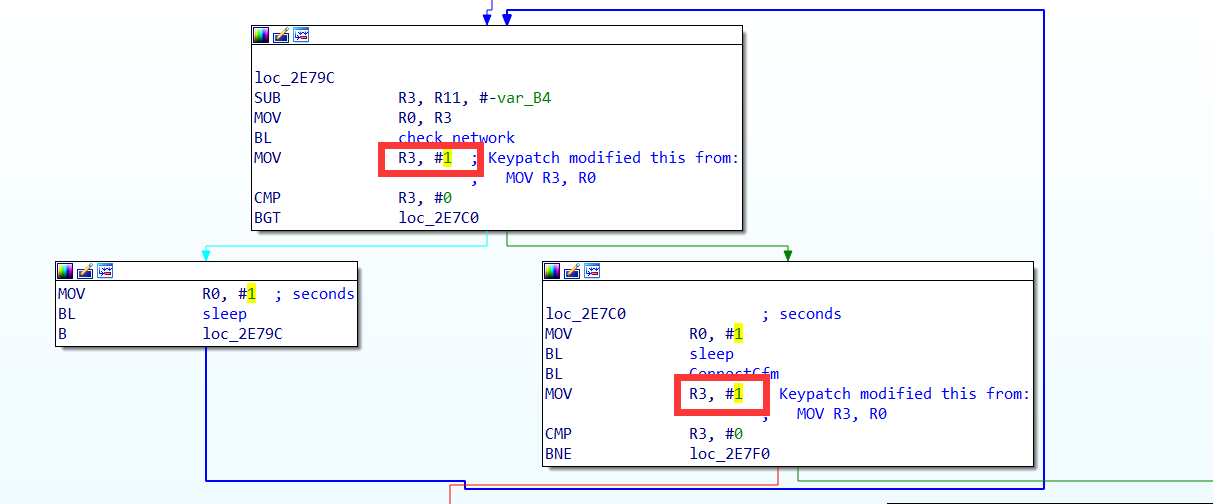 loc_2E79C
SUB R3, R11, #-var_B4
MOV R0, R3
BL check_network
MOV R3, #1 ; Keypatch modified this from:
; MOV R3, R0
CMP R3, #0
BGT loc_2E7C0
MOV R0, #1 ; seconds
BL sleep
B loc_2E79C
loc_2E7C0 ; seconds
MOV R0, #1
BL sleep
BL ConnectCfm
MOV R3, #1 Keypatch modified this from:
; MOV R3, R0
CMP R3, #0
BNE loc_2E7F0